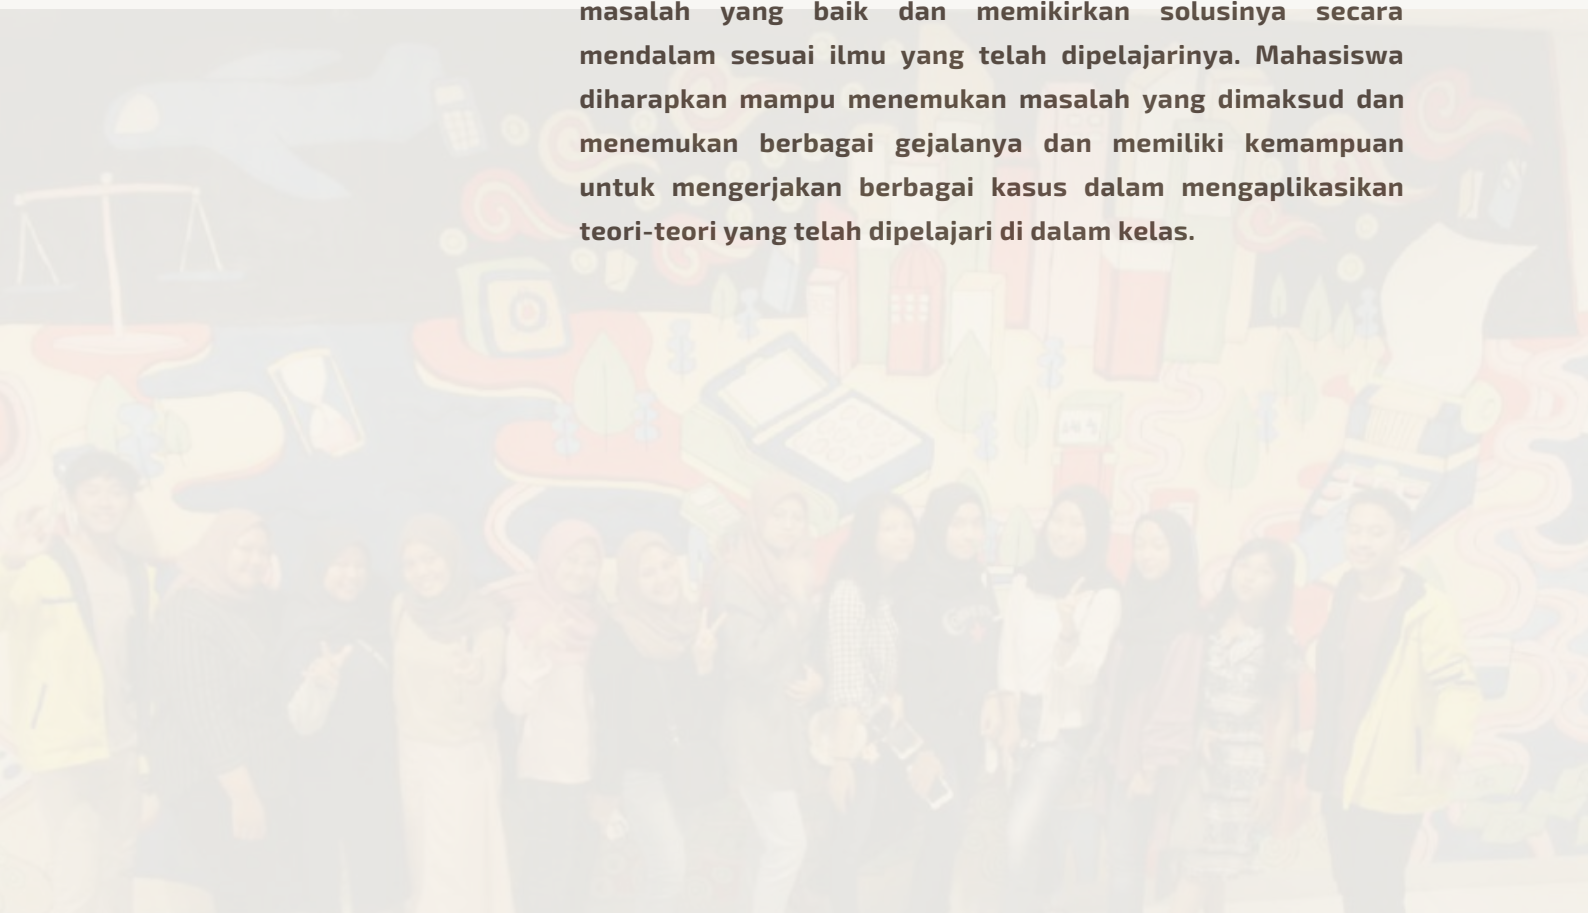 masalah yang baik dan memikirkan solusinya secara
mendalam sesuai ilmu yang telah dipelajarinya. Mahasiswa
diharapkan mampu menemukan masalah yang dimaksud dan
menemukan berbagai gejalanya dan memiliki kemampuan
untuk mengerjakan berbagai kasus dalam mengaplikasikan
teori-teori yang telah dipelajari di dalam kelas.